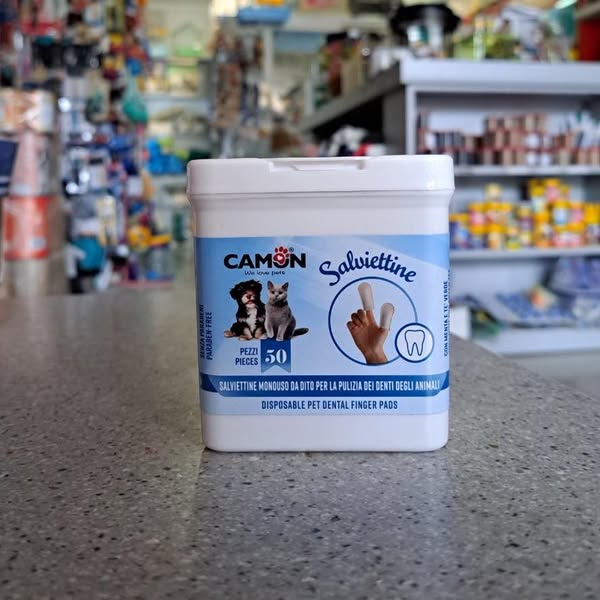 CAMON®
We love pets
Salviettine
SENZA PARABENI
PARABEN-FREE
PEZZI
PIECES
50
CON MENTA E TE' VERDE
SALVIETTINE MONOUSO DA DITO PER LA PULIZIA DEI DENTI DEGLI ANIMALI
DISPOSABLE PET DENTAL FINGER PADS